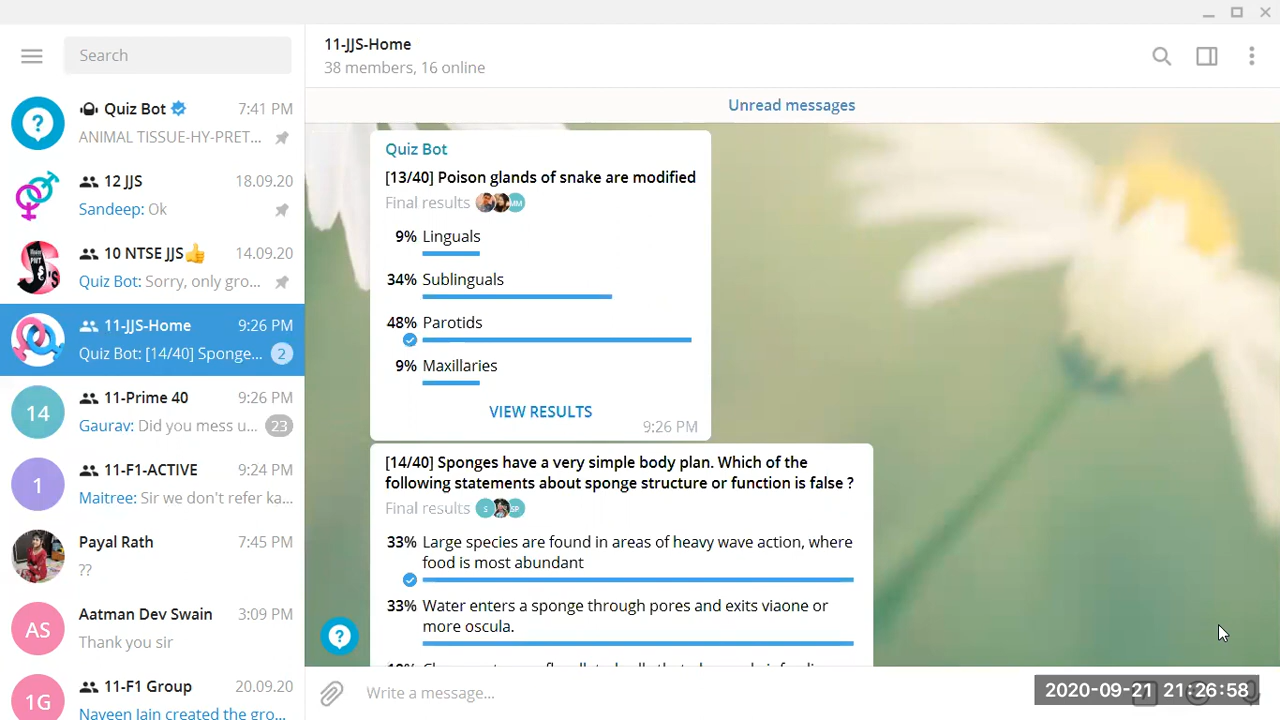 Search
Quiz Bot 7:41 PM
ANIMAL TISSUE-HY-PRET...
12 JJS 18.09.20
Sandeep: Ok
10 NTSE JJS👍 14.09.20
Quiz Bot: Sorry, only gro...
11-JJS-Home 9:26 PM
Quiz Bot: [14/40] Sponge... 2
14
11-Prime 40 9:26 PM
Gaurav: Did you mess u... 23
1
11-F1-ACTIVE 9:24 PM
Maitree: Sir we don't refer ka...
Payal Rath 7:45 PM
??
AS
Aatman Dev Swain 3:09 PM
Thank you sir
1G
11-F1 Group 20.09.20
Naveen Jain created the gro...
11-JJS-Home
38 members, 16 online
Unread messages
Quiz Bot
[13/40] Poison glands of snake are modified
Final results MM
9% Linguals
34% Sublinguals
48% Parotids
9% Maxillaries
VIEW RESULTS
9:26 PM
[14/40] Sponges have a very simple body plan. Which of the
following statements about sponge structure or function is false ?
Final results S SP
33% Large species are found in areas of heavy wave action, where
food is most abundant
33% Water enters a sponge through pores and exits viaone or
more oscula.
Write a message...
2020-09-21 21:26:58